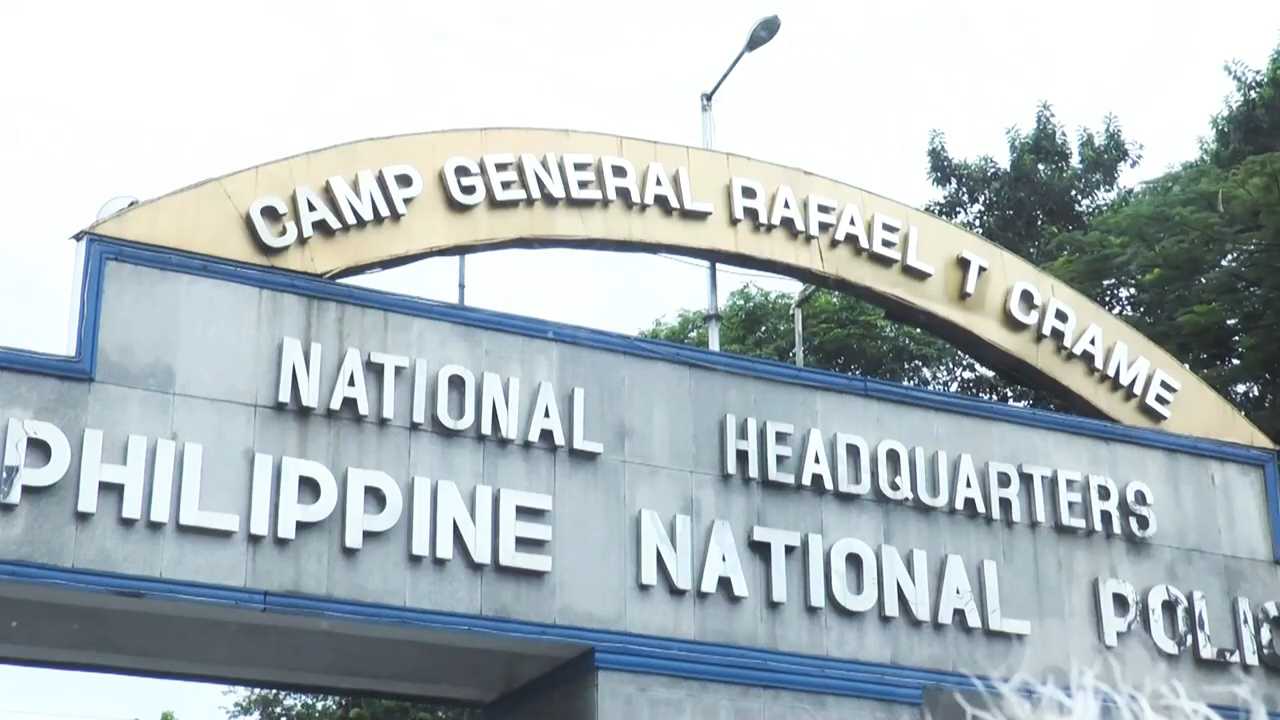 CAMP GENERAL RAFAEL T CRAME
NATIONAL HEADQUARTERS
PHILIPPINE NATIONAL